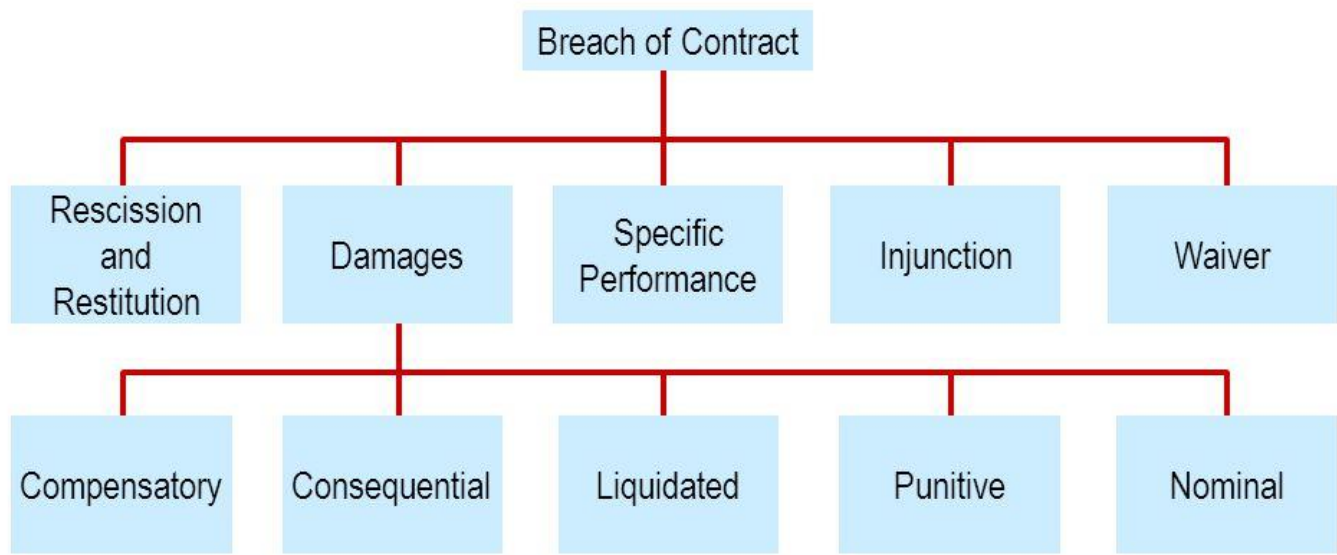 Breach of Contract
Rescission
and
Restitution
Damages
Specific
Performance
Injunction
Waiver
Compensatory
Consequential
Liquidated
Punitive
Nominal